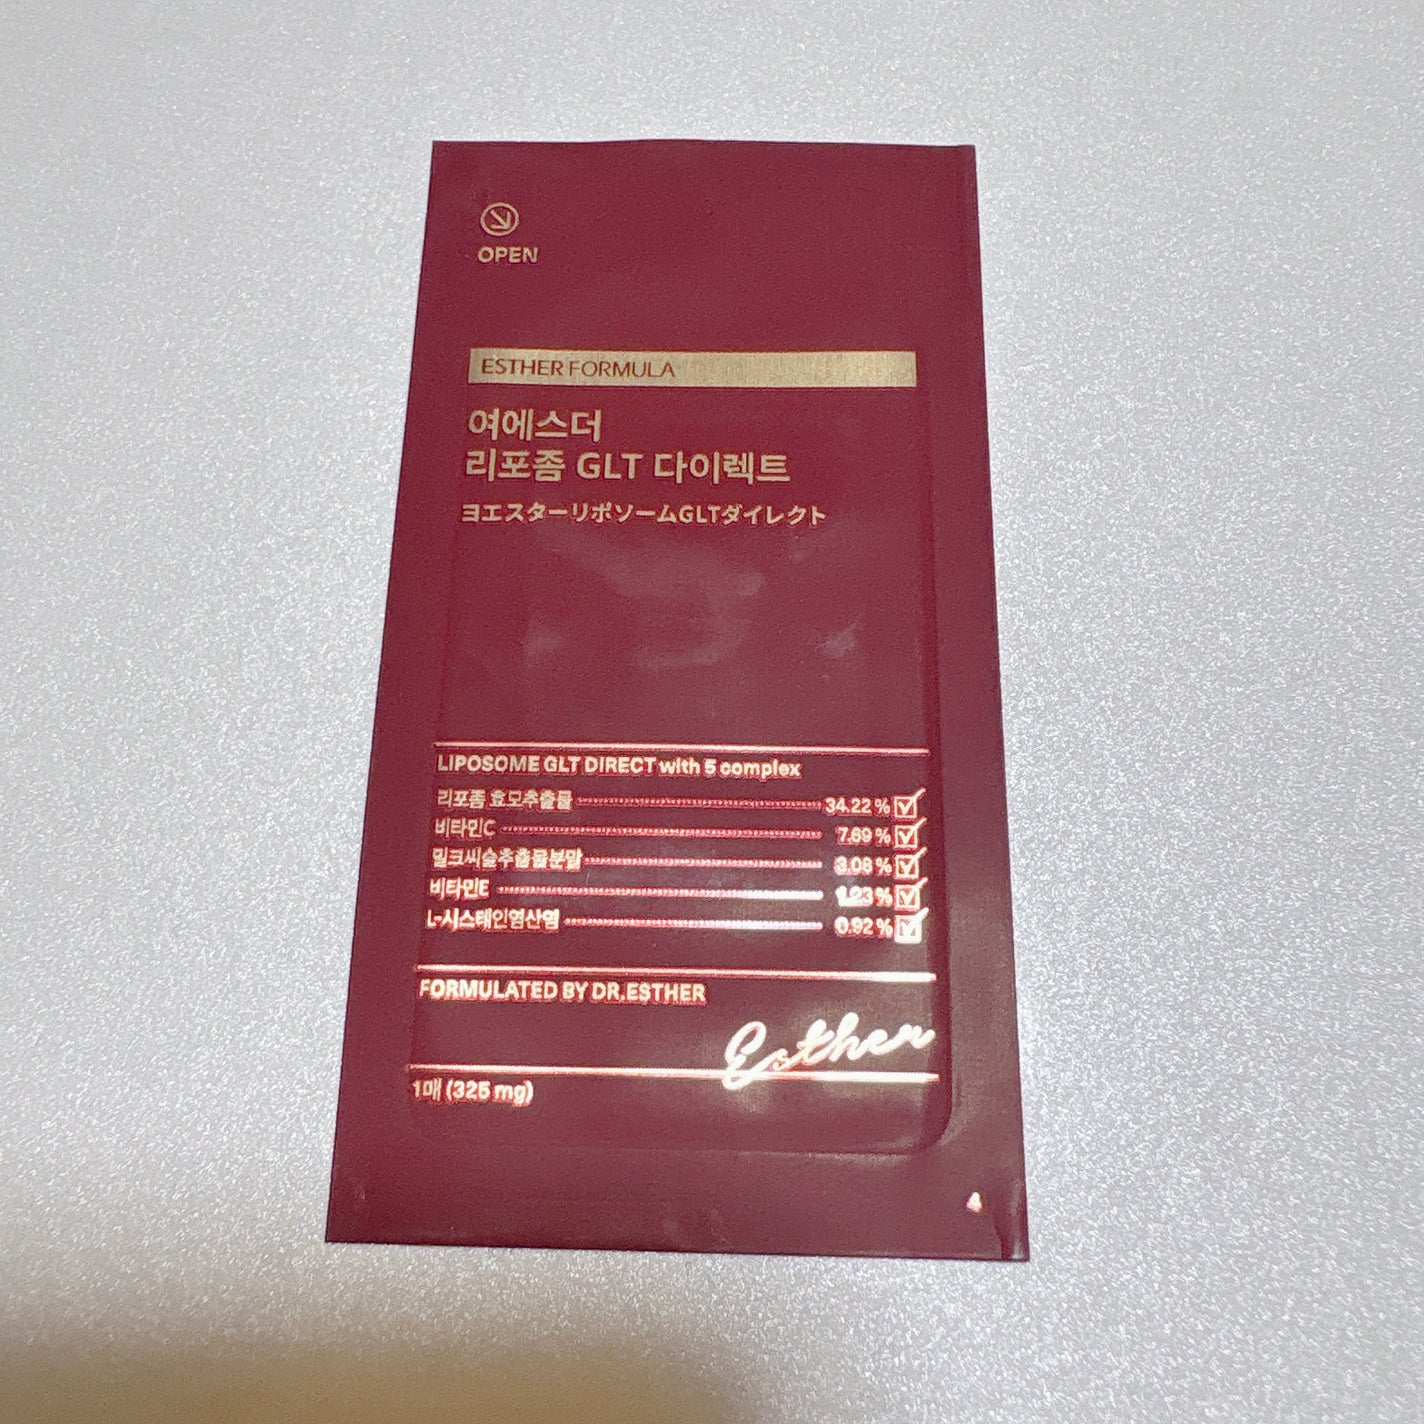 OPEN
ESTHER FORMULA
여에스더
리포좀 GLT 다이렉트
ヨエスターリポソームGLTダイレクト
LIPOSOME GLT DIRECT with 5 complex
리포좀 효모추출물 34.22 %
비타민C 7.69 %
밀크씨슬추출물분말 3.08 %
비타민E 1.23 %
L-시스테인염산염 0.92 %
FORMULATED BY DR.ESTHER
Esther
1매 (325 mg)
4